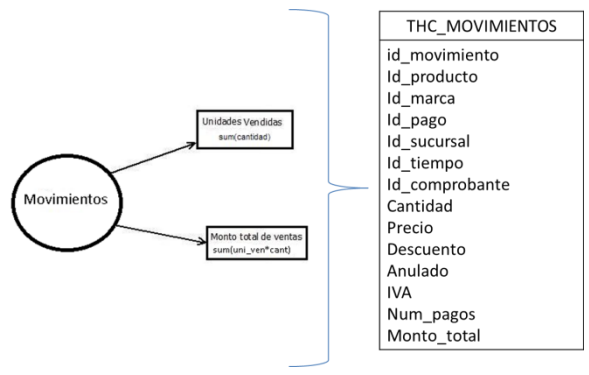 Movimientos
Unidades Vendidas
sum(cantidad)
Monto total de ventas
sum(uni_ven*cant)
THC_MOVIMIENTOS
id_movimiento
Id_producto
Id_marca
Id_pago
Id_sucursal
Id_tiempo
Id_comprobante
Cantidad
Precio
Descuento
Anulado
IVA
Num_pagos
Monto_total